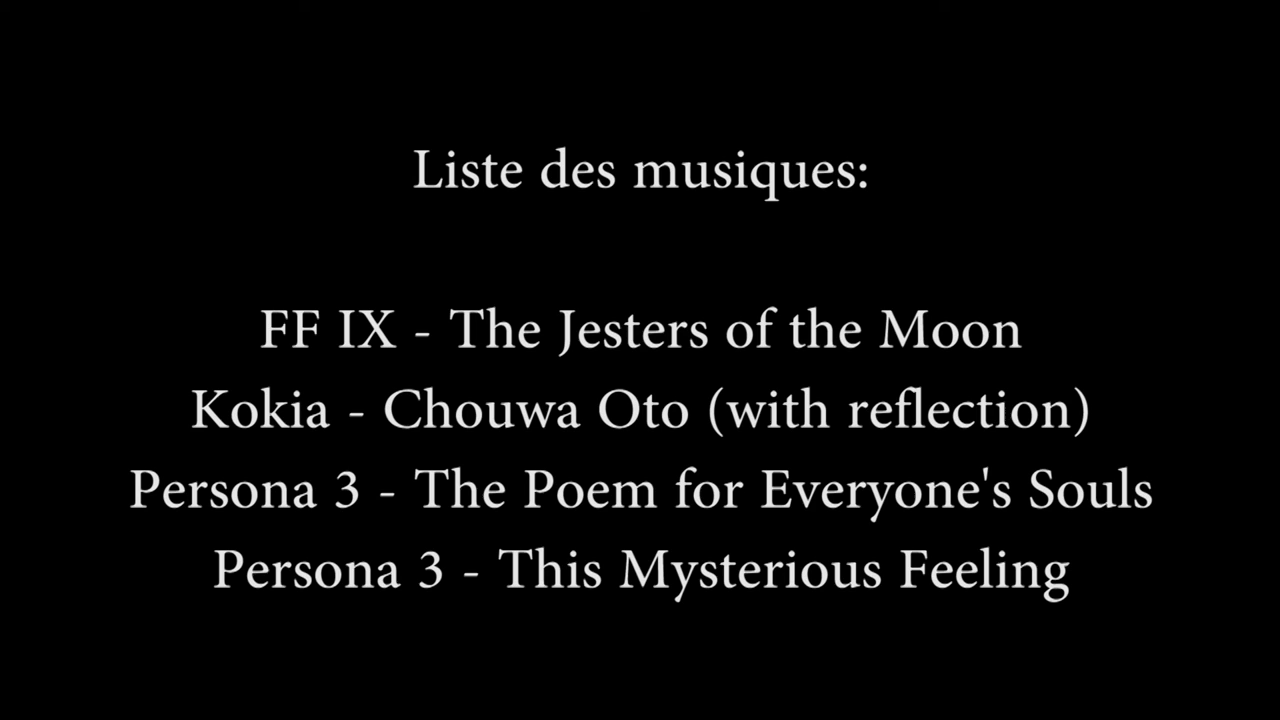 Liste des musiques:
FF IX - The Jesters of the Moon
Kokia - Chouwa Oto (with reflection)
Persona 3 - The Poem for Everyone's Souls
Persona 3 - This Mysterious Feeling